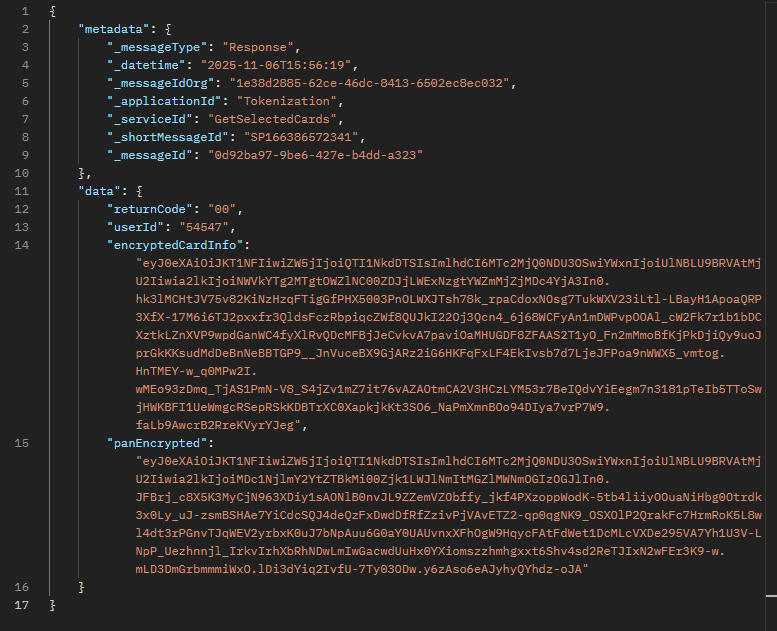 1 {
2 "metadata": {
3 "_messageType": "Response",
4 "_datetime": "2025-11-06T15:56:19",
5 "_messageIdOrg": "1e38d2885-62ce-46dc-8413-6502ec8ec032",
6 "_applicationId": "Tokenization",
7 "_serviceId": "GetSelectedCards",
8 "_shortMessageId": "SP166386572341",
9 "_messageId": "0d92ba97-9be6-427e-b4dd-a323"
10 },
11 "data": {
12 "returnCode": "00",
13 "userId": "54547",
14 "encryptedCardInfo":
"eyJ0eXAiOiJKT1NFIiwiZW5jIjoiQTI1NkdDTSIsImlhdCI6MTc2MjQ0NDU3OSwiYWxnIjoiUlNBLU9BRVAtMj
U2Iiwia2lkIjoiNWVkYTg2MTgtOWZlNC00ZDJjLWExNzgtYWZmMjZjMDc4YjA3In0.
hk3lMCHtJV75v82KiNzHzqFTigGfPHX5003PnOLWXJTsh78k_rpaCdoxNOsg7TukWXV23iLtl-LBayH1ApoaQRP
3XfX-17M6i6TJ2pxxfr3QldsFczRbpiqcZWf8QUJkI22Oj3Qcn4_6j68WCFyAn1mDWPvpOOAl_cW2Fk7r1b1bDC
XztkLZnXVP9wpdGanWC4fyXlRvQDcMFBjJeCvkvA7paviOaMHUGDF8ZFAAS2T1yO_Fn2mMmoBfKjPkDjiQy9uoJ
prGkKKsudMdDeBnNeBBTGP9__JnVuceBX9GjARz2iG6HKFqFxLF4EkIvsb7d7LjeJFPoa9nWWX5_vmtog.
HnTMEY-w_q0MPw2I.
wMEo93zDmq_TjAS1PmN-V8_S4jZv1mZ7it76vAZAOtmCA2V3HCzLYM53r7BeIQdvYiEegm7n3181pTeIb5TToSw
jHWKBFI1UeWmgcRSepRSkKDBTrXC0XapkjkKt3SO6_NaPmXmnBOo94DIya7vrP7W9.
faLb9AwcrB2RreKVyrYJeg",
15 "panEncrypted":
"eyJ0eXAiOiJKT1NFIiwiZW5jIjoiQTI1NkdDTSIsImlhdCI6MTc2MjQ0NDU3OSwiYWxnIjoiUlNBLU9BRVAtMj
U2Iiwia2lkIjoiMDc1NjlmY2YtZTBkMi00Zjk1LWJlNmItMGZlMWNmOGIzOGJlIn0.
JFBrj_c8X5K3MyCjN963XDiy1sAONlB0nvJL9ZZemVZObffy_jkf4PXzoppWodK-5tb4liiyOOuaNiHbg0Otrdk
3x0Ly_uJ-zsmBSHAe7YiCdcSQJ4deQzFxDwdDfRfZzivPjVAvETZ2-qp0qgNK9_OSXOlP2QrakFc7HrmRoK5L8w
l4dt3rPGnvTJqWEV2yrbxK0uJ7bNpAuu6G0aY0UAUvnxXFhOgW9HqycFAtFdWet1DcMLcVXDe295VA7Yh1U3V-L
NpP_Uezhnnjl_IrkvIrhXbRhNDwLmIwGacwdUuHx0YXiomszzhmhgxxt6Shv4sd2ReTJIxN2wFEr3K9-w.
mLD3DmGrbmmmiWxO.lDi3dYiq2IvfU-7Ty03ODw.y6zAso6eAJyhyQYhdz-oJA"
16 }
17 }